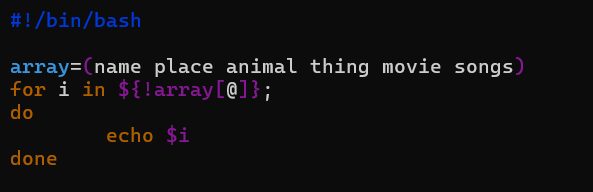 #!/bin/bash
array=(name place animal thing movie songs)
for i in ${!array[@]};
do
        echo $i
done